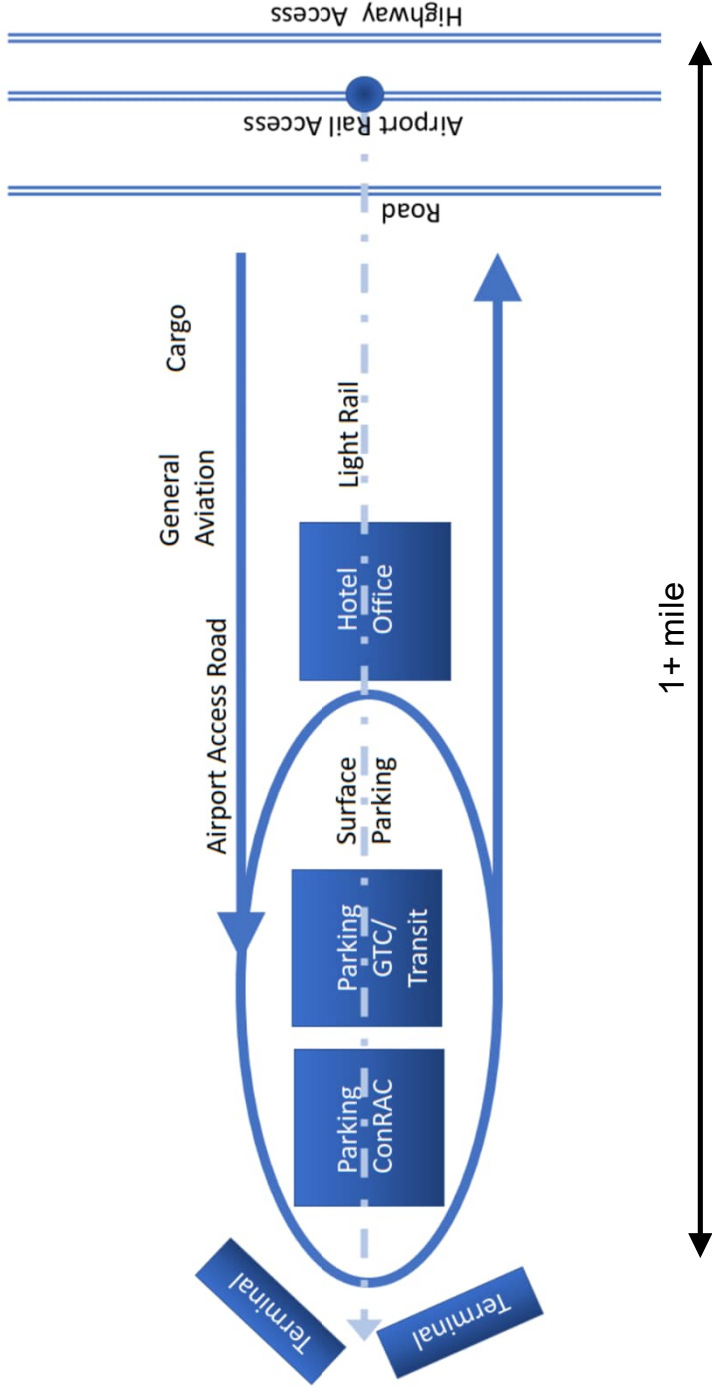 Highway Access
Airport Rail Access
Road
Cargo
General
Aviation
Light Rail
Hotel
Office
1+ mile
Airport Access Road
Surface
Parking
Parking
GTC/
Transit
Parking
ConRAC
Terminal
Terminal